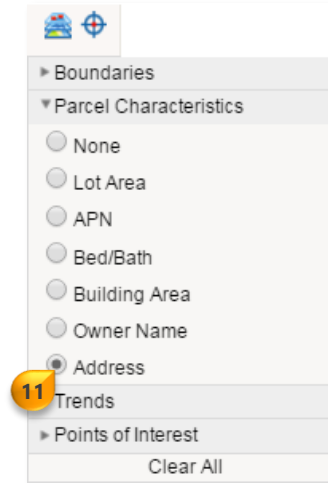 Boundaries
Parcel Characteristics
None
Lot Area
APN
Bed/Bath
Building Area
Owner Name
Address
11
Trends
Points of Interest
Clear All